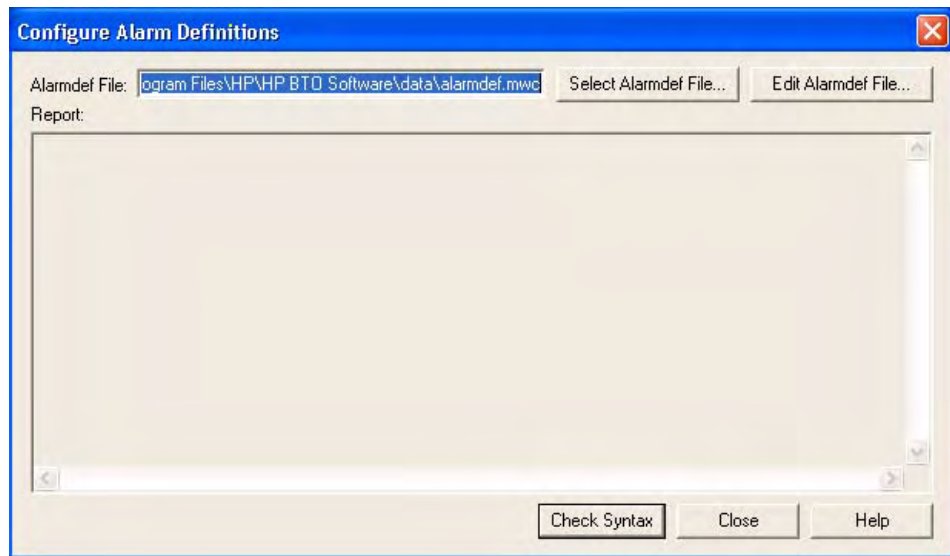 Configure Alarm Definitions
Alarmdef File: ogram Files\HP\HP BTO Software\data\alarmdef.mwc Select Alarmdef File... Edit Alarmdef File...
Report:
Check Syntax Close Help